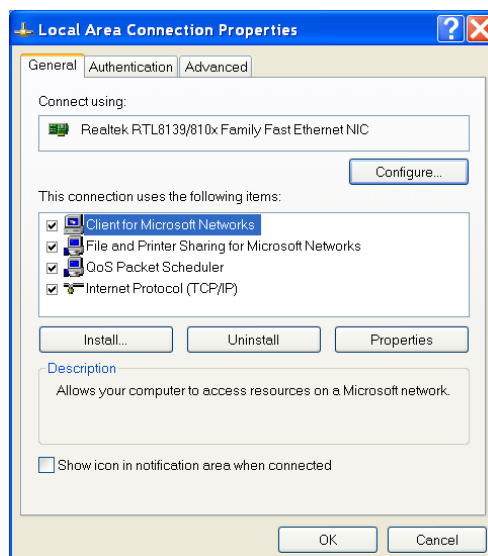 Local Area Connection Properties
General Authentication Advanced
Connect using:
Realtek RTL8139/810x Family Fast Ethernet NIC
Configure...
This connection uses the following items:
Client for Microsoft Networks
File and Printer Sharing for Microsoft Networks
QoS Packet Scheduler
Internet Protocol (TCP/IP)
Install... Uninstall Properties
Description
Allows your computer to access resources on a Microsoft network.
Show icon in notification area when connected
OK Cancel